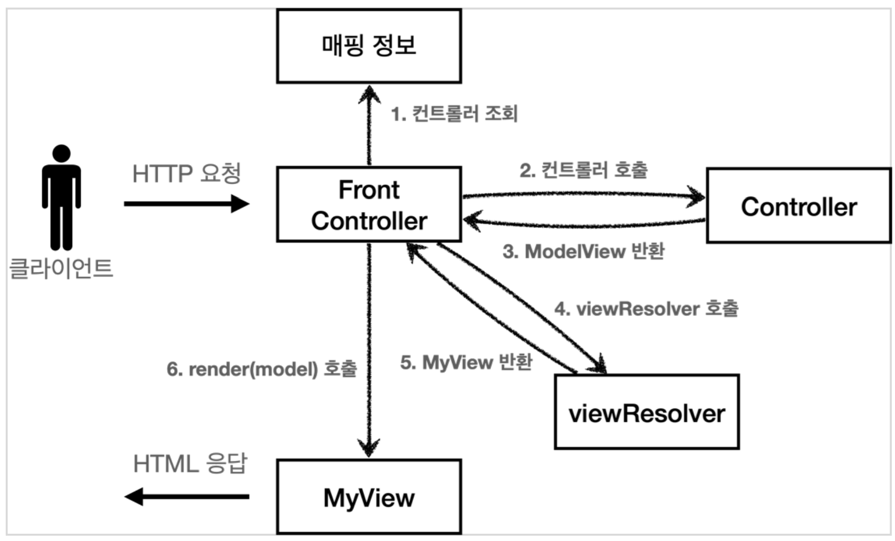 매핑 정보
1. 컨트롤러 조회
HTTP 요청
Front
Controller
2. 컨트롤러 호출
Controller
3. ModelView 반환
클라이언트
4. viewResolver 호출
5. MyView 반환
6. render(model) 호출
viewResolver
HTML 응답
MyView